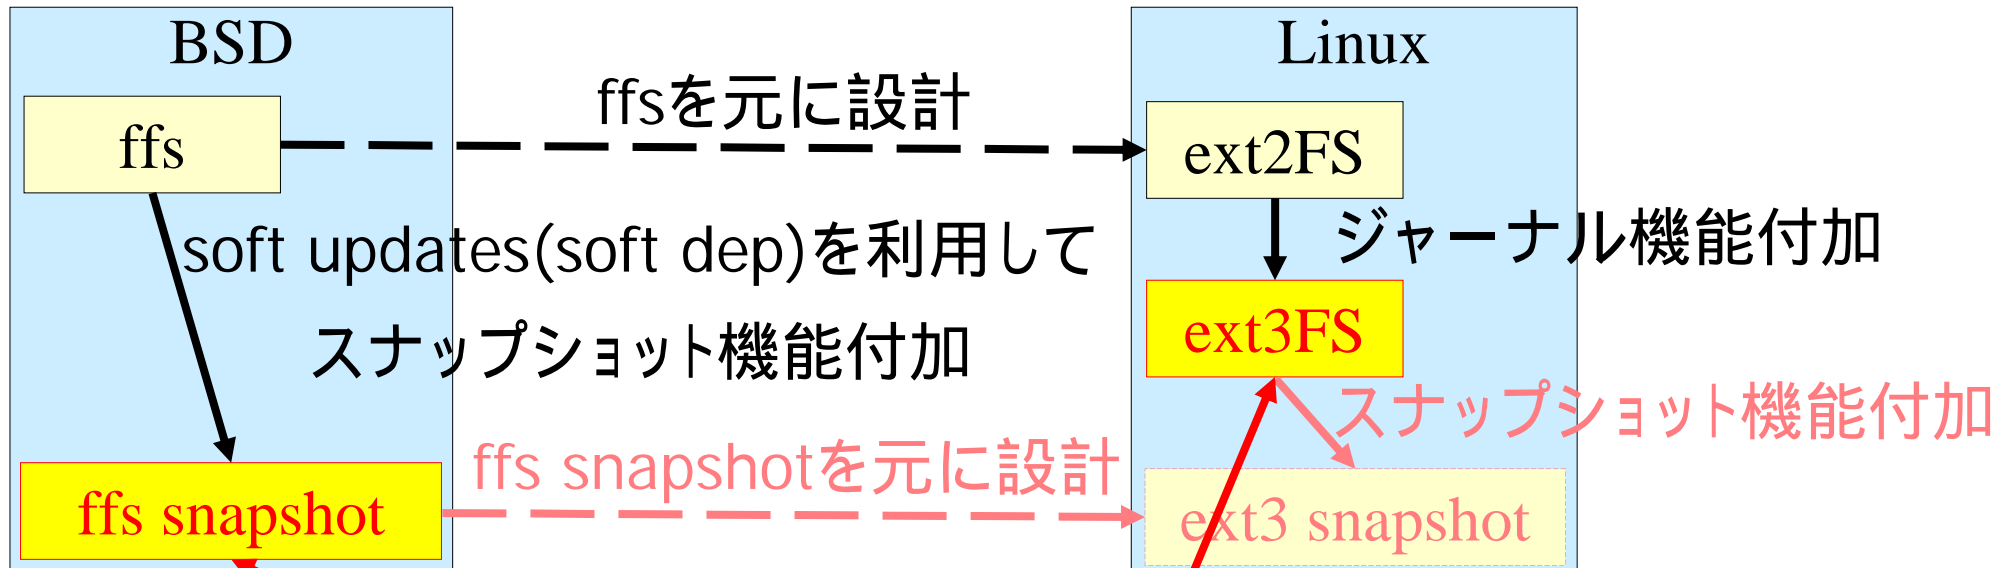 BSD
Linux
ffs
ffsを元に設計
ext2FS
soft updates(soft dep)を利用して
スナップショット機能付加
ジャーナル機能付加
ext3FS
スナップショット機能付加
ffs snapshot
ffs snapshotを元に設計
ext3 snapshot